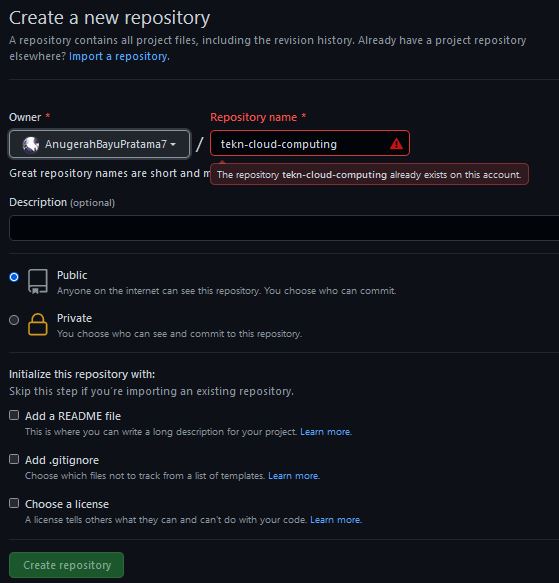 Create a new repository
A repository contains all project files, including the revision history. Already have a project repository
elsewhere? Import a repository.
Owner * Repository name *
AnugerahBayuPratama7 / tekn-cloud-computing
The repository tekn-cloud-computing already exists on this account.
Great repository names are short and m
Description (optional)
Public
Anyone on the internet can see this repository. You choose who can commit.
Private
You choose who can see and commit to this repository.
Initialize this repository with:
Skip this step if you're importing an existing repository.
Add a README file
This is where you can write a long description for your project. Learn more.
Add .gitignore
Choose which files not to track from a list of templates. Learn more.
Choose a license
A license tells others what they can and can't do with your code. Learn more.
Create repository